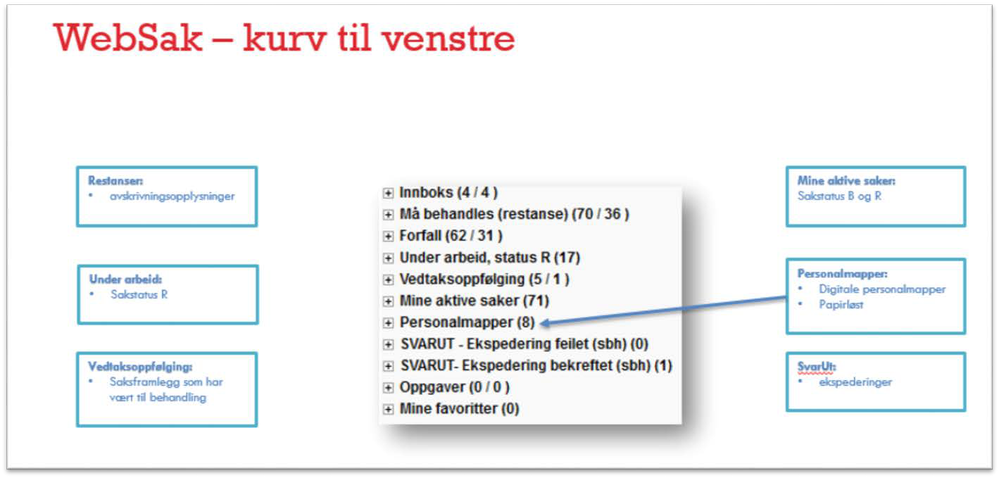 WebSak – kurv til venstre
Restanser:
• avskrivningsopplysninger
Under arbeid:
• Sakstatus R
Vedtaksoppfølging:
• Saksframlegg som har
vært til behandling
Innboks (4 / 4 )
Må behandles (restanse) (70 / 36 )
Forfall (62 / 31 )
Under arbeid, status R (17)
Vedtaksoppfølging (5 / 1 )
Mine aktive saker (71)
Personalmapper (8)
SVARUT - Ekspedering feilet (sbh) (0)
SVARUT- Ekspedering bekreftet (sbh) (1)
Oppgaver (0 / 0 )
Mine favoritter (0)
Mine aktive saker:
Sakstatus B og R
Personalmapper:
• Digitale personalmapper
• Papirløst
SvarUt:
• ekspederinger